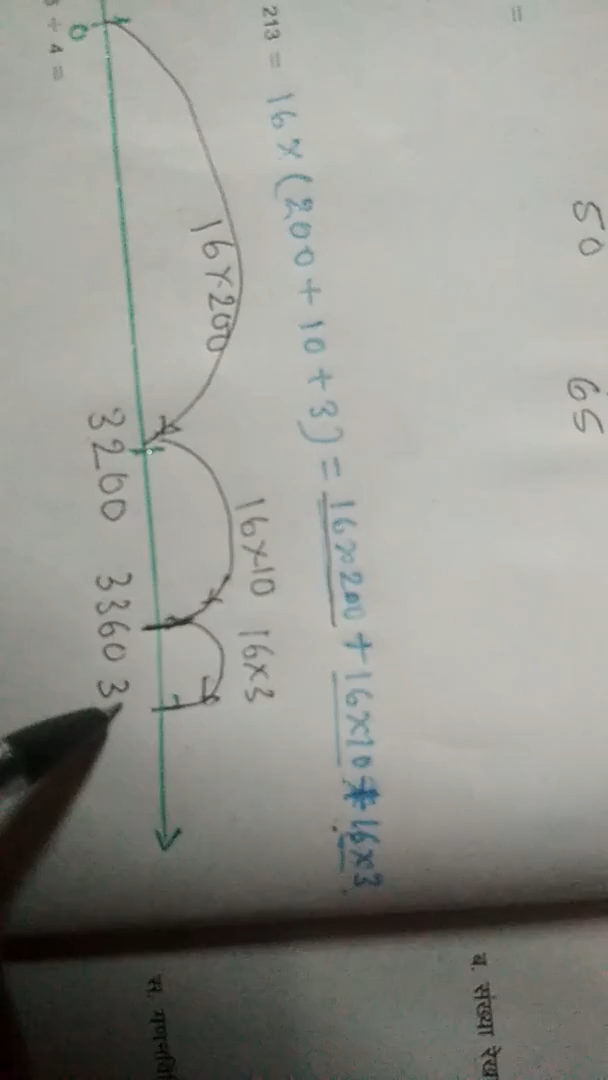 50 65
=
213 = 16 × (200 + 10 + 3) = 16×200 + 16×10 + 16×3
16×200 16×10 16×3
0 3200 3360 3
÷ 4 =
ब. संख्या रेख
स.